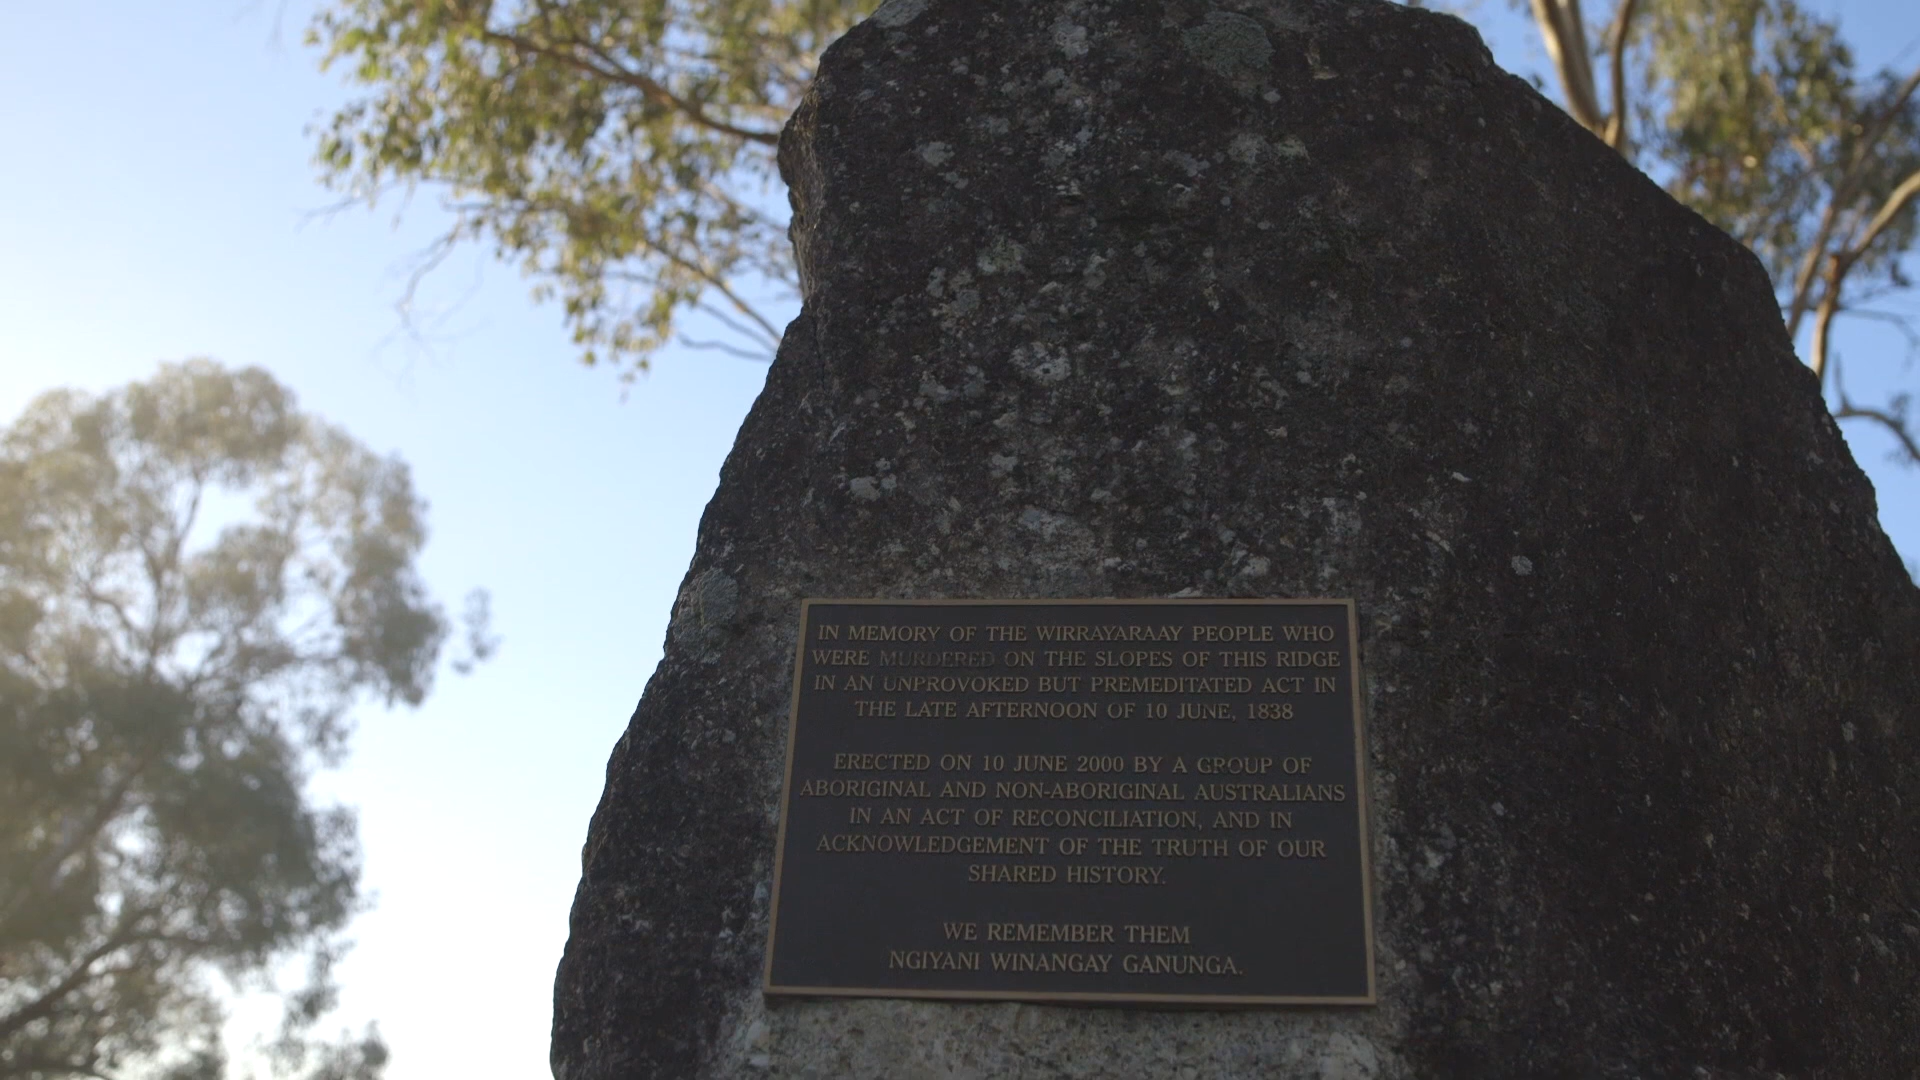 IN MEMORY OF THE WIRRAYARAAY PEOPLE WHO
WERE MURDERED ON THE SLOPES OF THIS RIDGE
IN AN UNPROVOKED BUT PREMEDITATED ACT IN
THE LATE AFTERNOON OF 10 JUNE, 1838
ERECTED ON 10 JUNE 2000 BY A GROUP OF
ABORIGINAL AND NON-ABORIGINAL AUSTRALIANS
IN AN ACT OF RECONCILIATION, AND IN
ACKNOWLEDGEMENT OF THE TRUTH OF OUR
SHARED HISTORY.
WE REMEMBER THEM
NGIYANI WINANGAY GANUNGA.